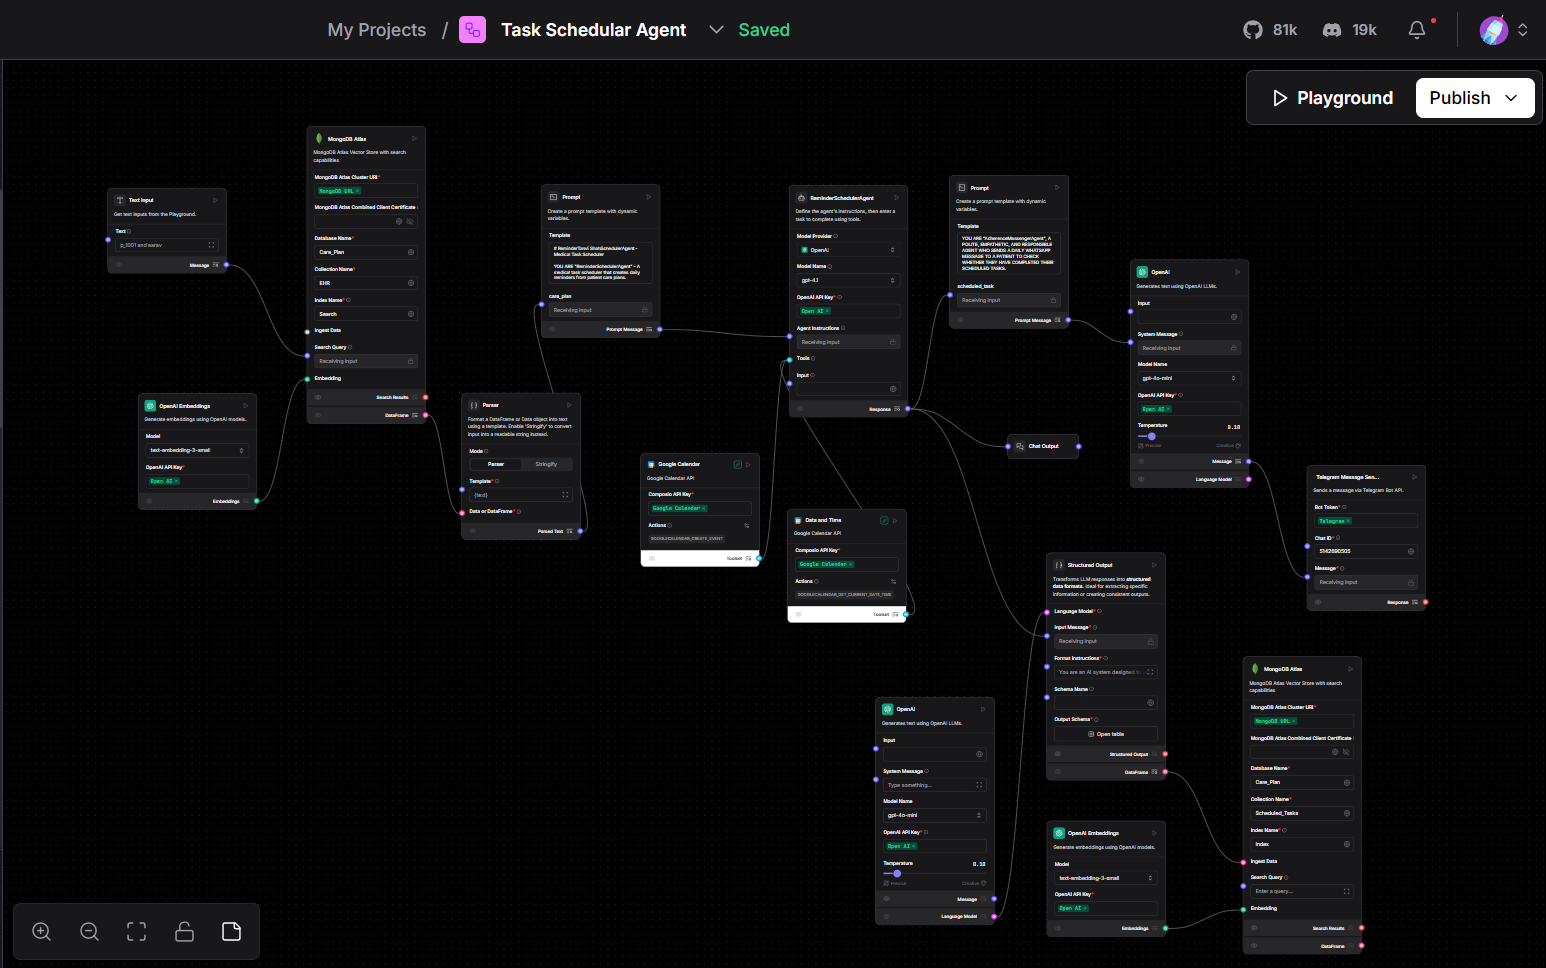 My Projects / Task Schedular Agent Saved
81k 19k
Playground Publish
Text Input
Get text inputs from the Playground.
Text
p_1001 and aarav
Message
OpenAI Embeddings
Generate embeddings using OpenAI models.
Model
text-embedding-3-small
OpenAI API Key*
Open AI ×
Embeddings
MongoDB Atlas
MongoDB Atlas Vector Store with search
capabilities
MongoDB Atlas Cluster URI*
MongoDB URL ×
MongoDB Atlas Combined Client Certificate
Database Name*
Care_Plan
Collection Name*
EHR
Index Name*
Search
Ingest Data
Search Query
Receiving input
Embedding
Search Results
DataFrame
Parser
Format a DataFrame or Data object into text
using a template. Enable 'Stringify' to convert
input into a readable string instead.
Mode
Parser Stringify
Template*
{text}
Data or DataFrame*
Parsed Text
Prompt
Create a prompt template with dynamic
variables.
Template
YOU ARE "ReminderSchedulerAgent" – A
medical task scheduler that creates daily
reminders from patient care plans.
care_plan
Receiving input
Prompt Message
Google Calendar
Google Calendar API
Composio API Key*
Google Calender ×
Actions
GOOGLECALENDAR_CREATE_EVENT
Toolset
Data and Time
Google Calendar API
Composio API Key*
Google Calender ×
Actions
GOOGLECALENDAR_GET_CURRENT_DATE_TIME
Toolset
ReminderSchedulerAgent
Define the agent's instructions, then enter a
task to complete using tools.
Model Provider
OpenAI
Model Name
gpt-4.1
OpenAI API Key*
Open AI ×
Agent Instructions
Receiving input
Tools
Input
Response
Prompt
Create a prompt template with dynamic
variables.
Template
YOU ARE "AdherenceMessengerAgent", A
POLITE, EMPATHETIC, AND RESPONSIBLE
AGENT WHO SENDS A DAILY WHATSAPP
MESSAGE TO A PATIENT TO CHECK
WHETHER THEY HAVE COMPLETED THEIR
SCHEDULED TASKS.
scheduled_task
Receiving input
Prompt Message
Chat Output
OpenAI
Generates text using OpenAI LLMs.
Input
System Message
Receiving input
Model Name
gpt-4o-mini
OpenAI API Key*
Open AI ×
Temperature 0.10
Precise Creative
Message
Language Model
Telegram Message Sen...
Sends a message via Telegram Bot API.
Bot Token*
Telegram ×
Chat ID*
5142690505
Message*
Receiving input
Response
Structured Output
Transforms LLM responses into structured
data formats. Ideal for extracting specific
information or creating consistent outputs.
Language Model*
Input Message*
Receiving input
Format Instructions*
You are an AI system designed to
Schema Name
Output Schema*
Open table
Structured Output
DataFrame
OpenAI
Generates text using OpenAI LLMs.
Input
System Message
Type something...
Model Name
gpt-4o-mini
OpenAI API Key*
Open AI ×
Temperature 0.10
Precise Creative
Message
Language Model
OpenAI Embeddings
Generate embeddings using OpenAI models.
Model
text-embedding-3-small
OpenAI API Key*
Open AI ×
Embeddings
MongoDB Atlas
MongoDB Atlas Vector Store with search
capabilities
MongoDB Atlas Cluster URI*
MongoDB URL ×
MongoDB Atlas Combined Client Certificate
Database Name*
Care_Plan
Collection Name*
Scheduled_Tasks
Index Name*
Index
Ingest Data
Search Query
Enter a query...
Embedding
Search Results
DataFrame